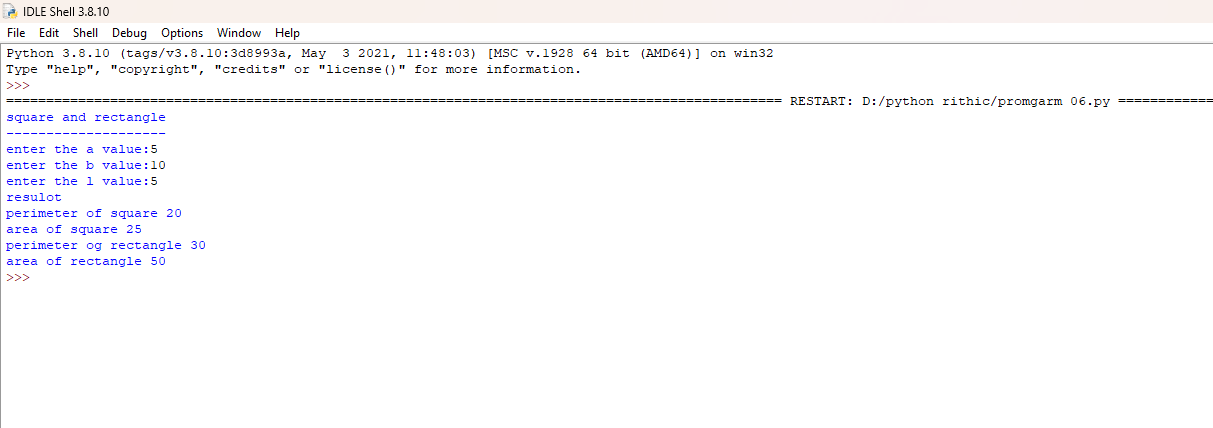 IDLE Shell 3.8.10
File Edit Shell Debug Options Window Help
Python 3.8.10 (tags/v3.8.10:3d8993a, May  3 2021, 11:48:03) [MSC v.1928 64 bit (AMD64)] on win32
Type "help", "copyright", "credits" or "license()" for more information.
>>>
================================================================================================= RESTART: D:/python rithic/promgarm 06.py ============
square and rectangle
--------------------
enter the a value:5
enter the b value:10
enter the l value:5
resulot
perimeter of square 20
area of square 25
perimeter og rectangle 30
area of rectangle 50
>>>